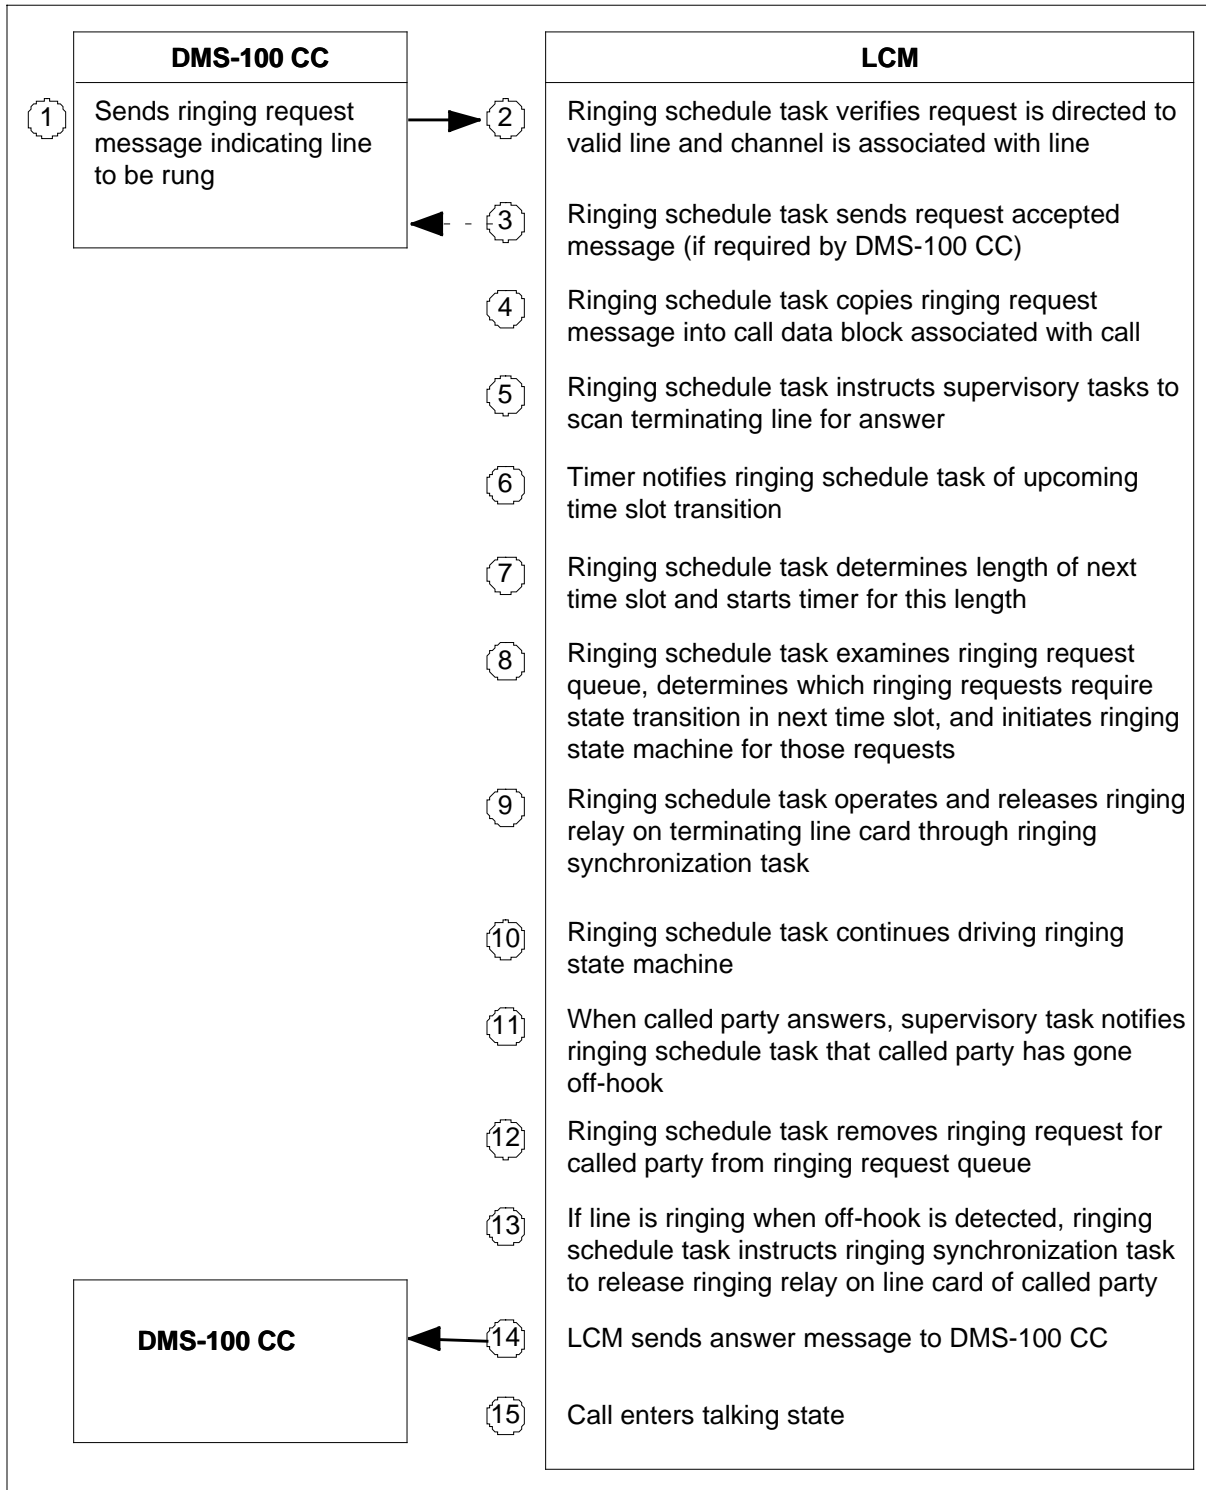 DMS-100 CC
1
Sends ringing request
message indicating line
to be rung
LCM
2
Ringing schedule task verifies request is directed to
valid line and channel is associated with line
3
Ringing schedule task sends request accepted
message (if required by DMS-100 CC)
4
Ringing schedule task copies ringing request
message into call data block associated with call
5
Ringing schedule task instructs supervisory tasks to
scan terminating line for answer
6
Timer notifies ringing schedule task of upcoming
time slot transition
7
Ringing schedule task determines length of next
time slot and starts timer for this length
8
Ringing schedule task examines ringing request
queue, determines which ringing requests require
state transition in next time slot, and initiates ringing
state machine for those requests
9
Ringing schedule task operates and releases ringing
relay on terminating line card through ringing
synchronization task
10
Ringing schedule task continues driving ringing
state machine
11
When called party answers, supervisory task notifies
ringing schedule task that called party has gone
off-hook
12
Ringing schedule task removes ringing request for
called party from ringing request queue
13
If line is ringing when off-hook is detected, ringing
schedule task instructs ringing synchronization task
to release ringing relay on line card of called party
DMS-100 CC
14
LCM sends answer message to DMS-100 CC
15
Call enters talking state